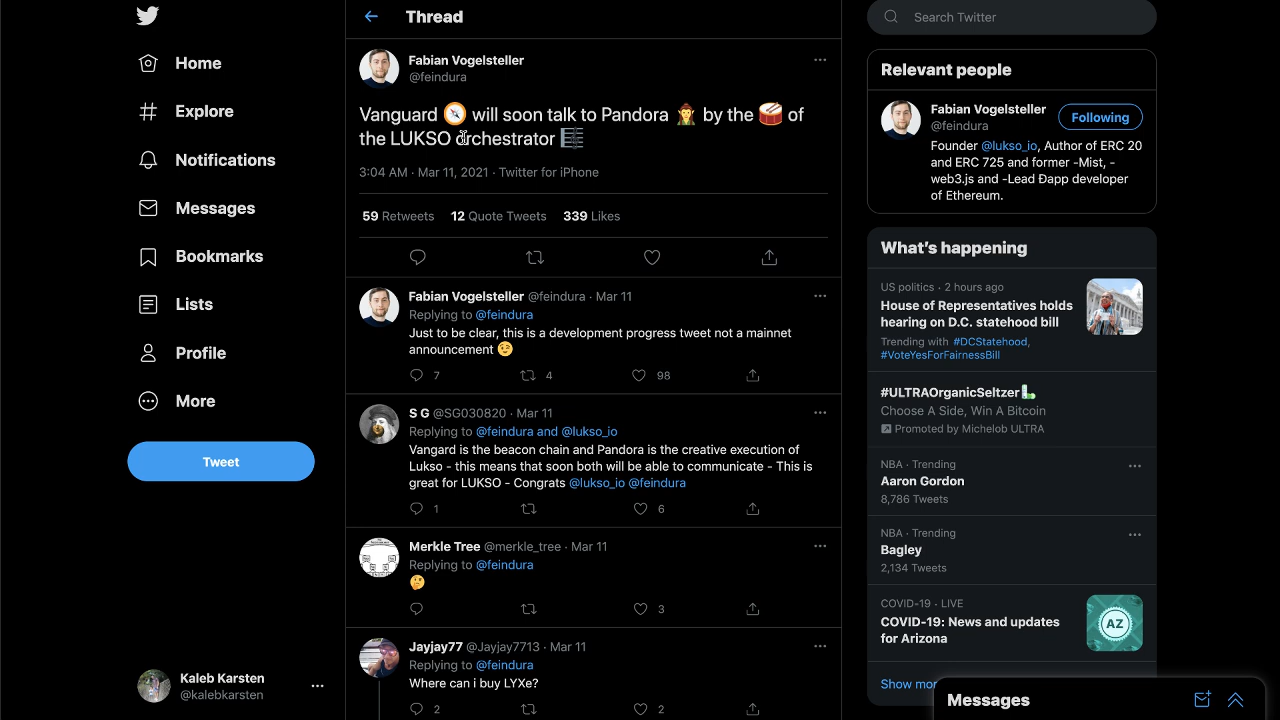 Home
Explore
Notifications
Messages
Bookmarks
Lists
Profile
More
Tweet
Kaleb Karsten
@kalebkarsten
Thread
Fabian Vogelsteller
@feindura
Vanguard 🧭 will soon talk to Pandora 🧝 by the 🥁 of
the LUKSO orchestrator 🎼
3:04 AM · Mar 11, 2021 · Twitter for iPhone
59 Retweets 12 Quote Tweets 339 Likes
Fabian Vogelsteller @feindura · Mar 11
Replying to @feindura
Just to be clear, this is a development progress tweet not a mainnet
announcement 😉
7 4 98
S G @SG030820 · Mar 11
Replying to @feindura and @lukso_io
Vangard is the beacon chain and Pandora is the creative execution of
Lukso - this means that soon both will be able to communicate - This is
great for LUKSO - Congrats @lukso_io @feindura
1 6
Merkle Tree @merkle_tree · Mar 11
Replying to @feindura
🤔
3
Jayjay77 @Jayjay7713 · Mar 11
Replying to @feindura
Where can i buy LYXe?
2 2
Search Twitter
Relevant people
Fabian Vogelsteller
@feindura
Following
Founder @lukso_io, Author of ERC 20
and ERC 725 and former -Mist, -
web3.js and -Lead Ðapp developer
of Ethereum.
What's happening
US politics · 2 hours ago
House of Representatives holds
hearing on D.C. statehood bill
Trending with #DCStatehood,
#VoteYesForFairnessBill
#ULTRAOrganicSeltzer
Choose A Side, Win A Bitcoin
Promoted by Michelob ULTRA
NBA · Trending
Aaron Gordon
8,786 Tweets
NBA · Trending
Bagley
2,134 Tweets
COVID-19 · LIVE
COVID-19: News and updates
for Arizona
AZ
Show mor
Messages